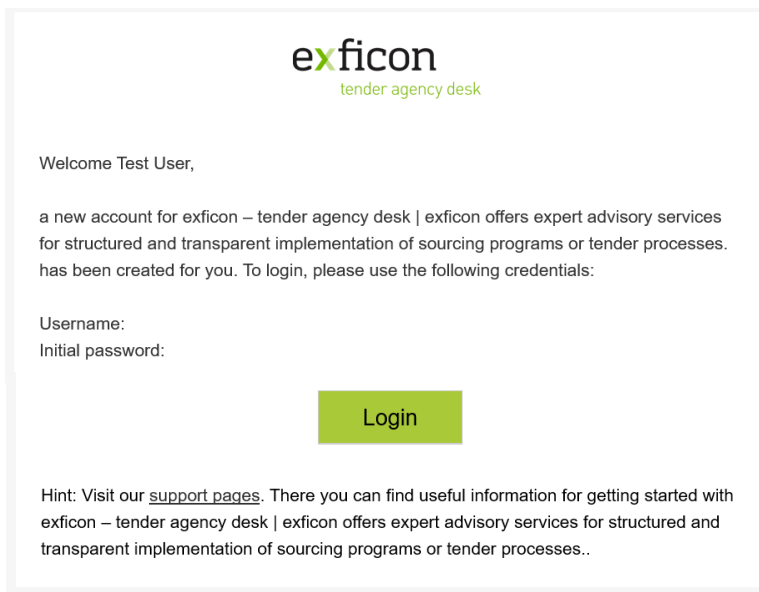 exficon
tender agency desk
Welcome Test User,
a new account for exficon – tender agency desk | exficon offers expert advisory services
for structured and transparent implementation of sourcing programs or tender processes.
has been created for you. To login, please use the following credentials:
Username:
Initial password:
Login
Hint: Visit our support pages. There you can find useful information for getting started with
exficon – tender agency desk | exficon offers expert advisory services for structured and
transparent implementation of sourcing programs or tender processes..